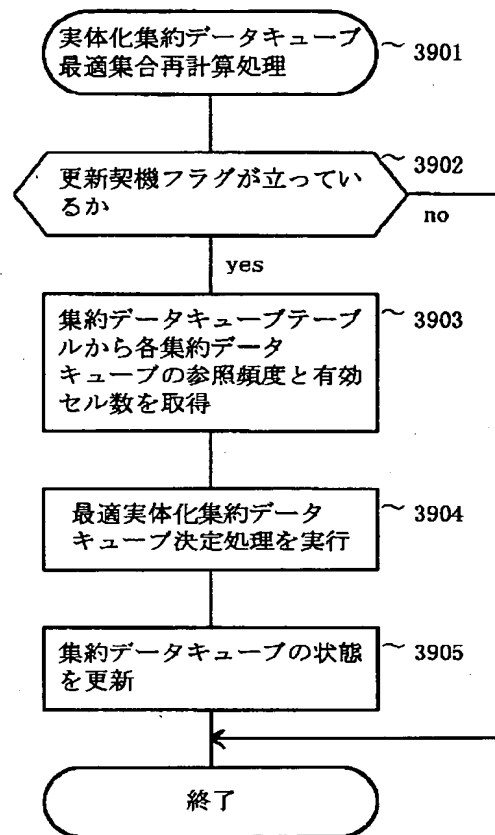 実体化集約データキューブ
最適集合再計算処理
～ 3901
更新契機フラグが立ってい
るか
～ 3902
no
yes
集約データキューブテーブ
ルから各集約データ
キューブの参照頻度と有効
セル数を取得
～ 3903
最適実体化集約データ
キューブ決定処理を実行
～ 3904
集約データキューブの状態
を更新
～ 3905
終了